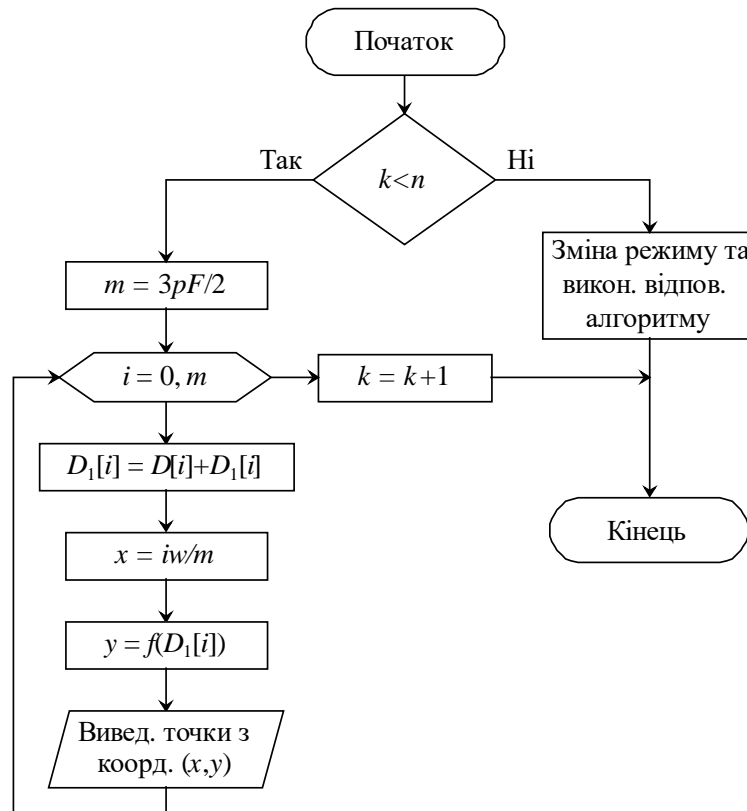 Початок
Так
k<n
Ні
Зміна режиму та
викон. відпов.
алгоритму
m = 3pF/2
i = 0, m
k = k+1
D₁[i] = D[i]+D₁[i]
Кінець
x = iw/m
y = f(D₁[i])
Вивед. точки з
коорд. (x,y)